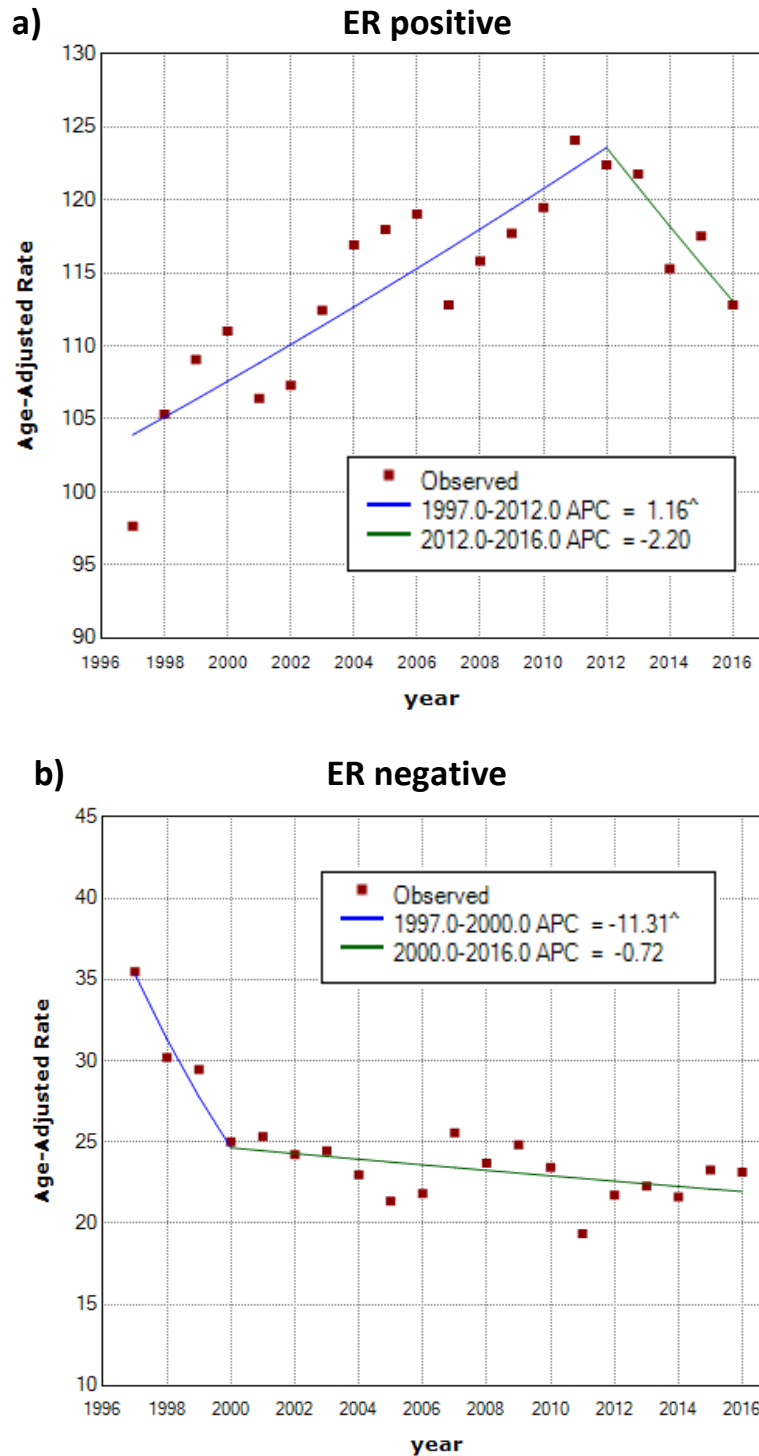 a) ER positive
130
125
120
115
110
105
100
95
90
Age-Adjusted Rate
Observed
1997.0-2012.0 APC = 1.16^
2012.0-2016.0 APC = -2.20
1996 1998 2000 2002 2004 2006 2008 2010 2012 2014 2016
year
b) ER negative
45
40
35
30
25
20
15
10
Age-Adjusted Rate
Observed
1997.0-2000.0 APC = -11.31^
2000.0-2016.0 APC = -0.72
1996 1998 2000 2002 2004 2006 2008 2010 2012 2014 2016
year